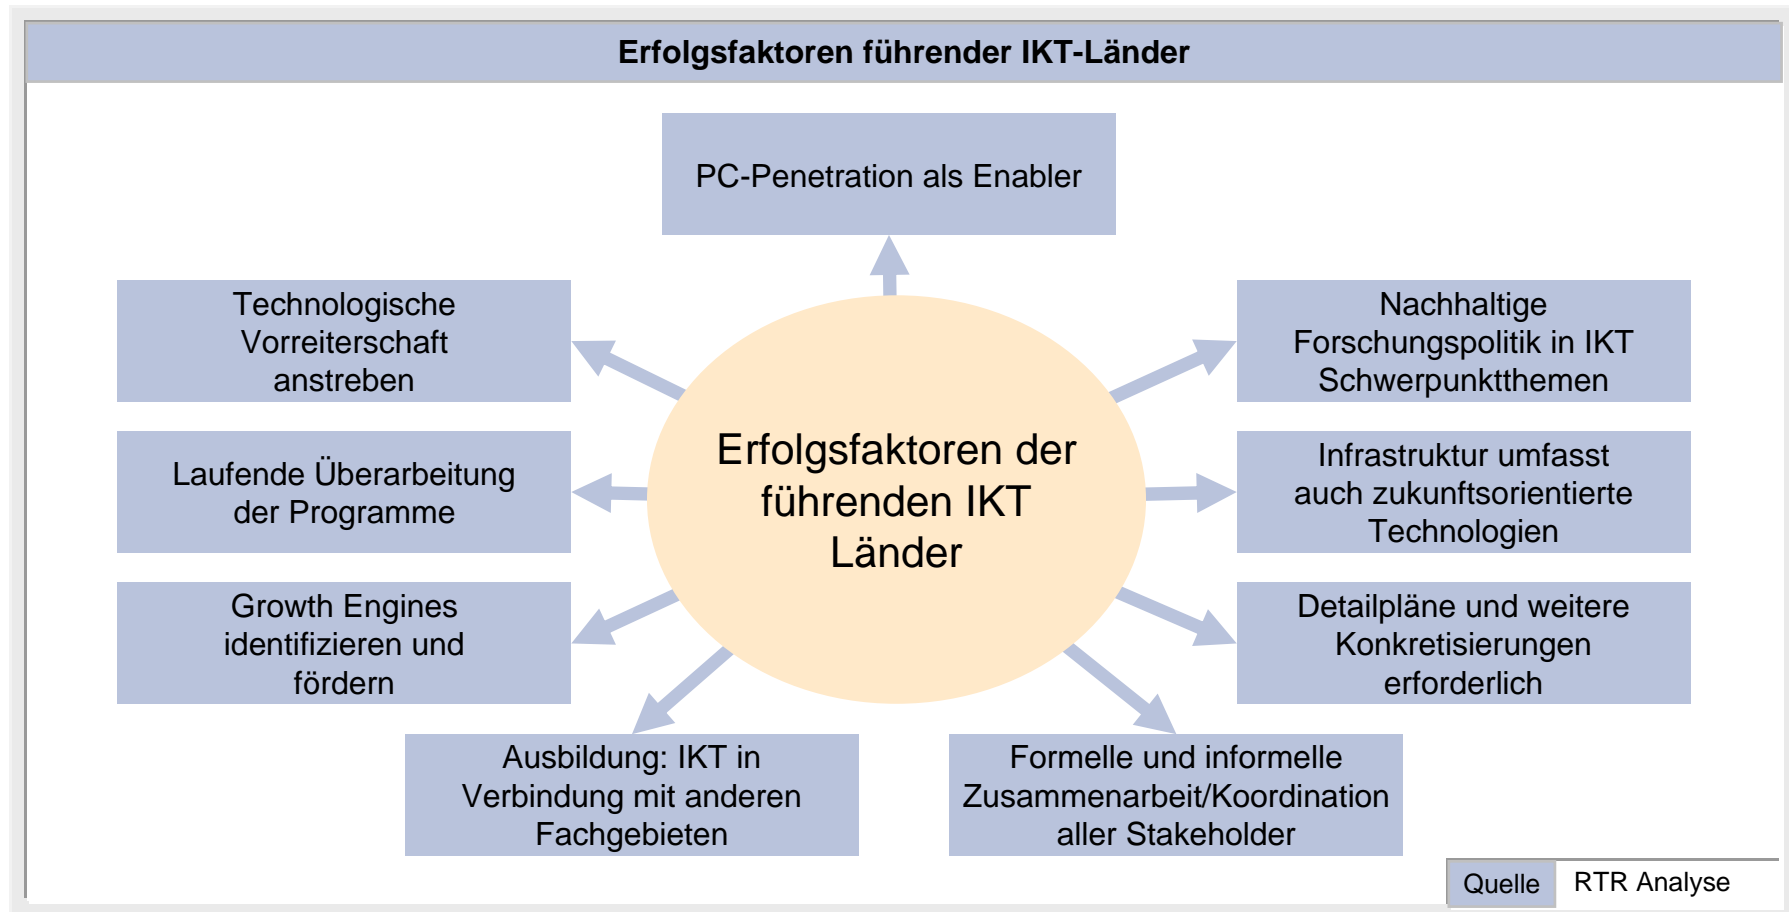 Erfolgsfaktoren führender IKT-Länder
PC-Penetration als Enabler
Technologische
Vorreiterschaft
anstreben
Nachhaltige
Forschungspolitik in IKT
Schwerpunktthemen
Laufende Überarbeitung
der Programme
Erfolgsfaktoren der
führenden IKT
Länder
Infrastruktur umfasst
auch zukunftsorientierte
Technologien
Growth Engines
identifizieren und
fördern
Detailpläne und weitere
Konkretisierungen
erforderlich
Ausbildung: IKT in
Verbindung mit anderen
Fachgebieten
Formelle und informelle
Zusammenarbeit/Koordination
aller Stakeholder
Quelle RTR Analyse